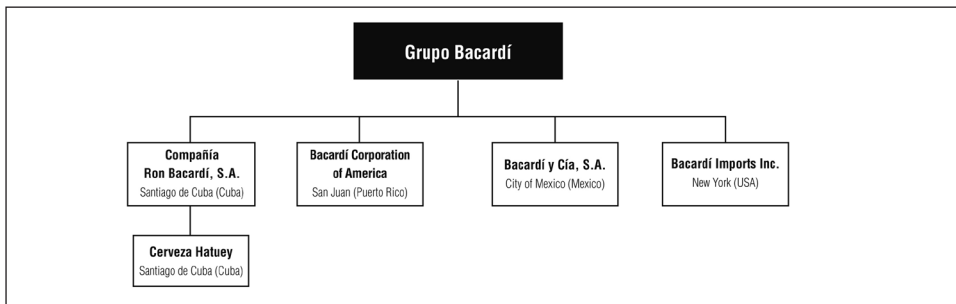 Grupo Bacardí
Compañía
Ron Bacardí, S.A.
Santiago de Cuba (Cuba)
Bacardí Corporation
of America
San Juan (Puerto Rico)
Bacardí y Cía, S.A.
City of Mexico (Mexico)
Bacardí Imports Inc.
New York (USA)
Cerveza Hatuey
Santiago de Cuba (Cuba)